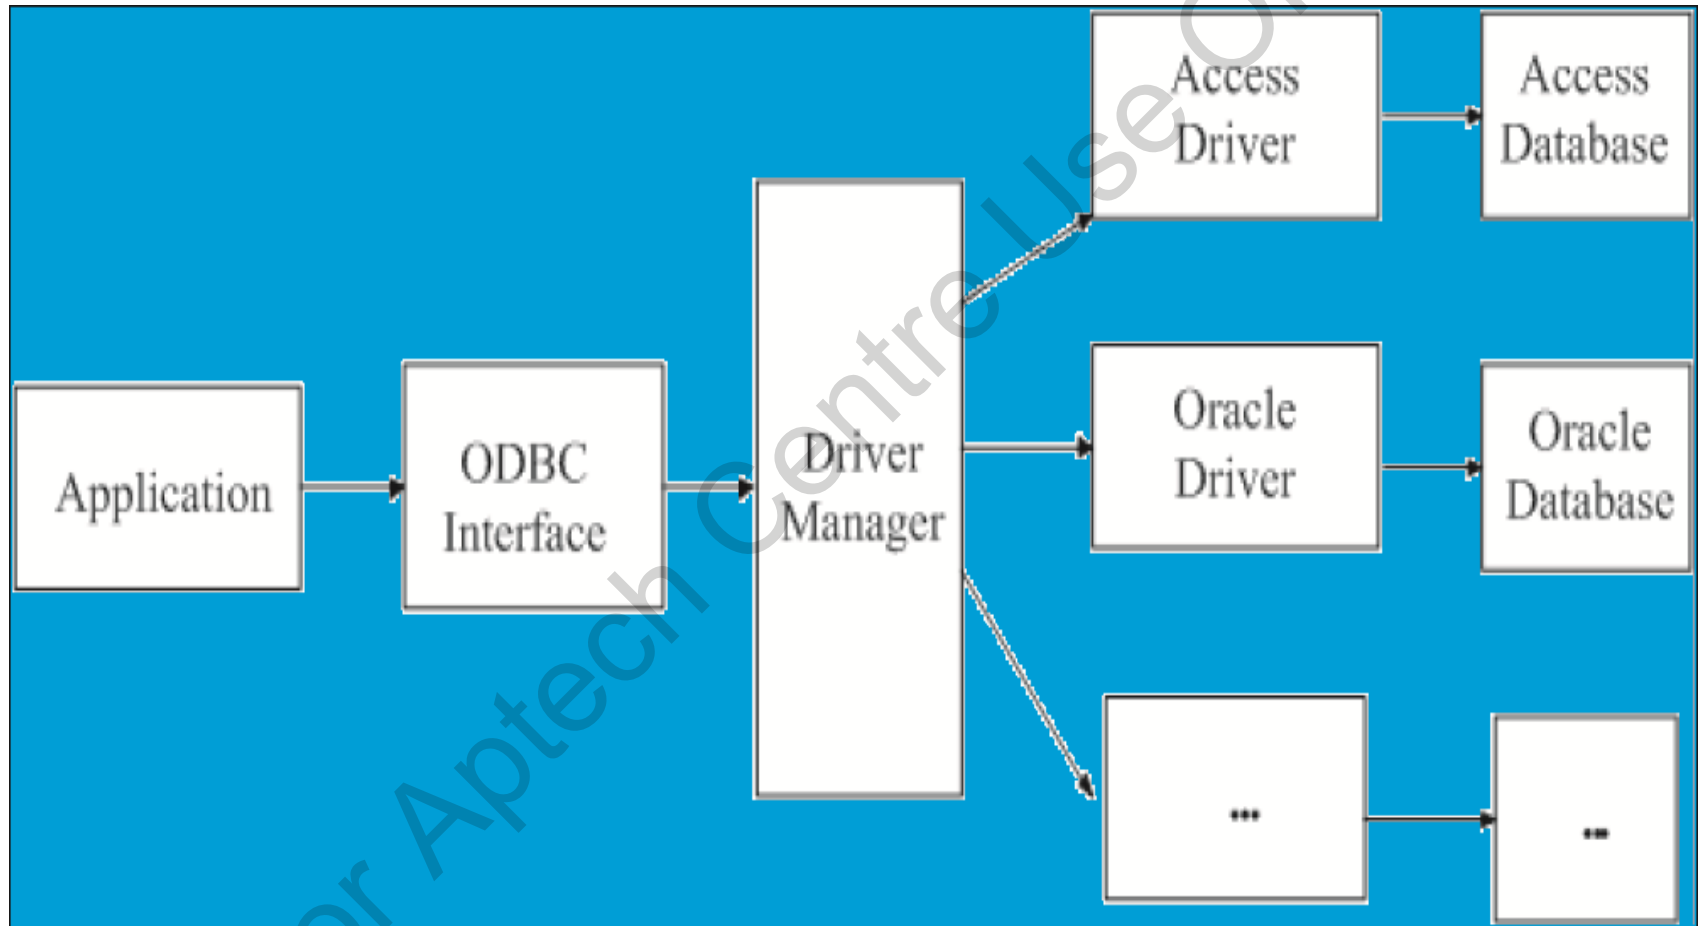 Application
ODBC
Interface
Driver
Manager
Access
Driver
Access
Database
Oracle
Driver
Oracle
Database
...
...
or Aptech Centre Use